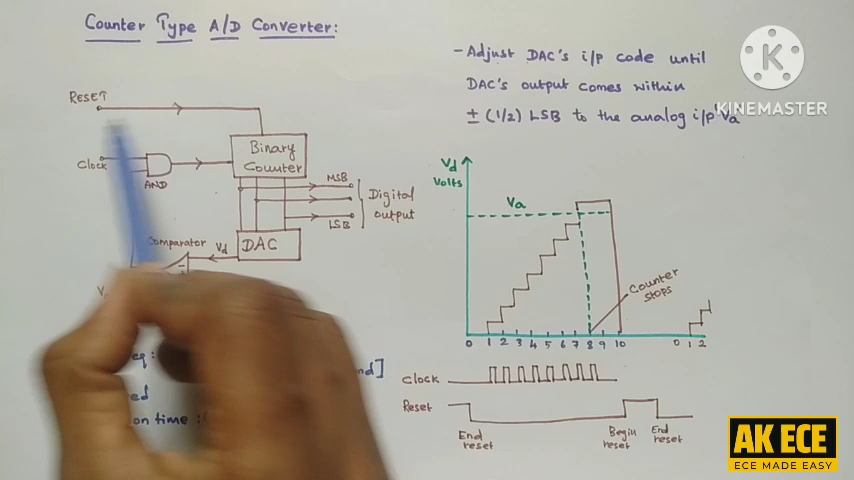 Counter Type A/D Converter:
RESET
Clock
AND
Binary
Counter
MSB
LSB
Digital
output
DAC
Vd
Comparator
- Adjust DAC's i/p code until
DAC's output comes within
± (1/2) LSB to the analog i/p Va
Vd
Volts
Va
Counter
Stops
0 1 2 3 4 5 6 7 8 9 10 0 1 2
Clock
Reset
End
reset
Begin
reset
End
reset
on time :
K
KINEMASTER
AK ECE
ECE MADE EASY